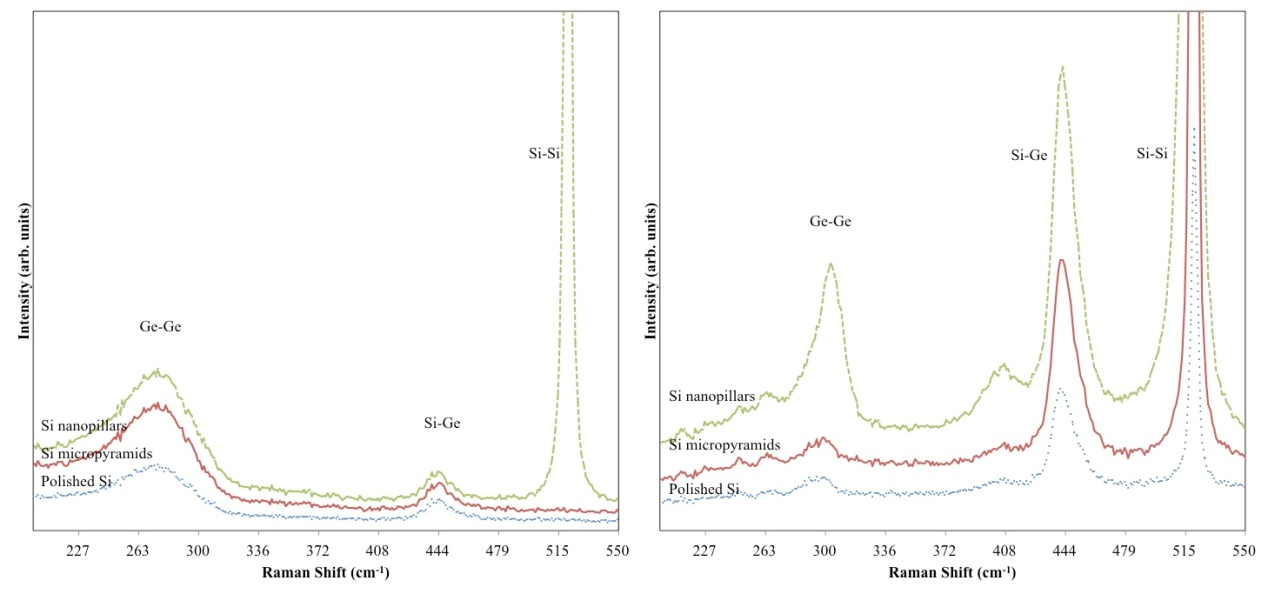 Intensity (arb. units)
Si-Si
Ge-Ge
Si-Ge
Si nanopillars
Si micropyramids
Polished Si
227 263 300 336 372 408 444 479 515 550
Raman Shift (cm-1)
Intensity (arb. units)
Si-Ge
Si-Si
Ge-Ge
Si nanopillars
Si micropyramids
Polished Si
227 263 300 336 372 408 444 479 515 550
Raman Shift (cm-1)